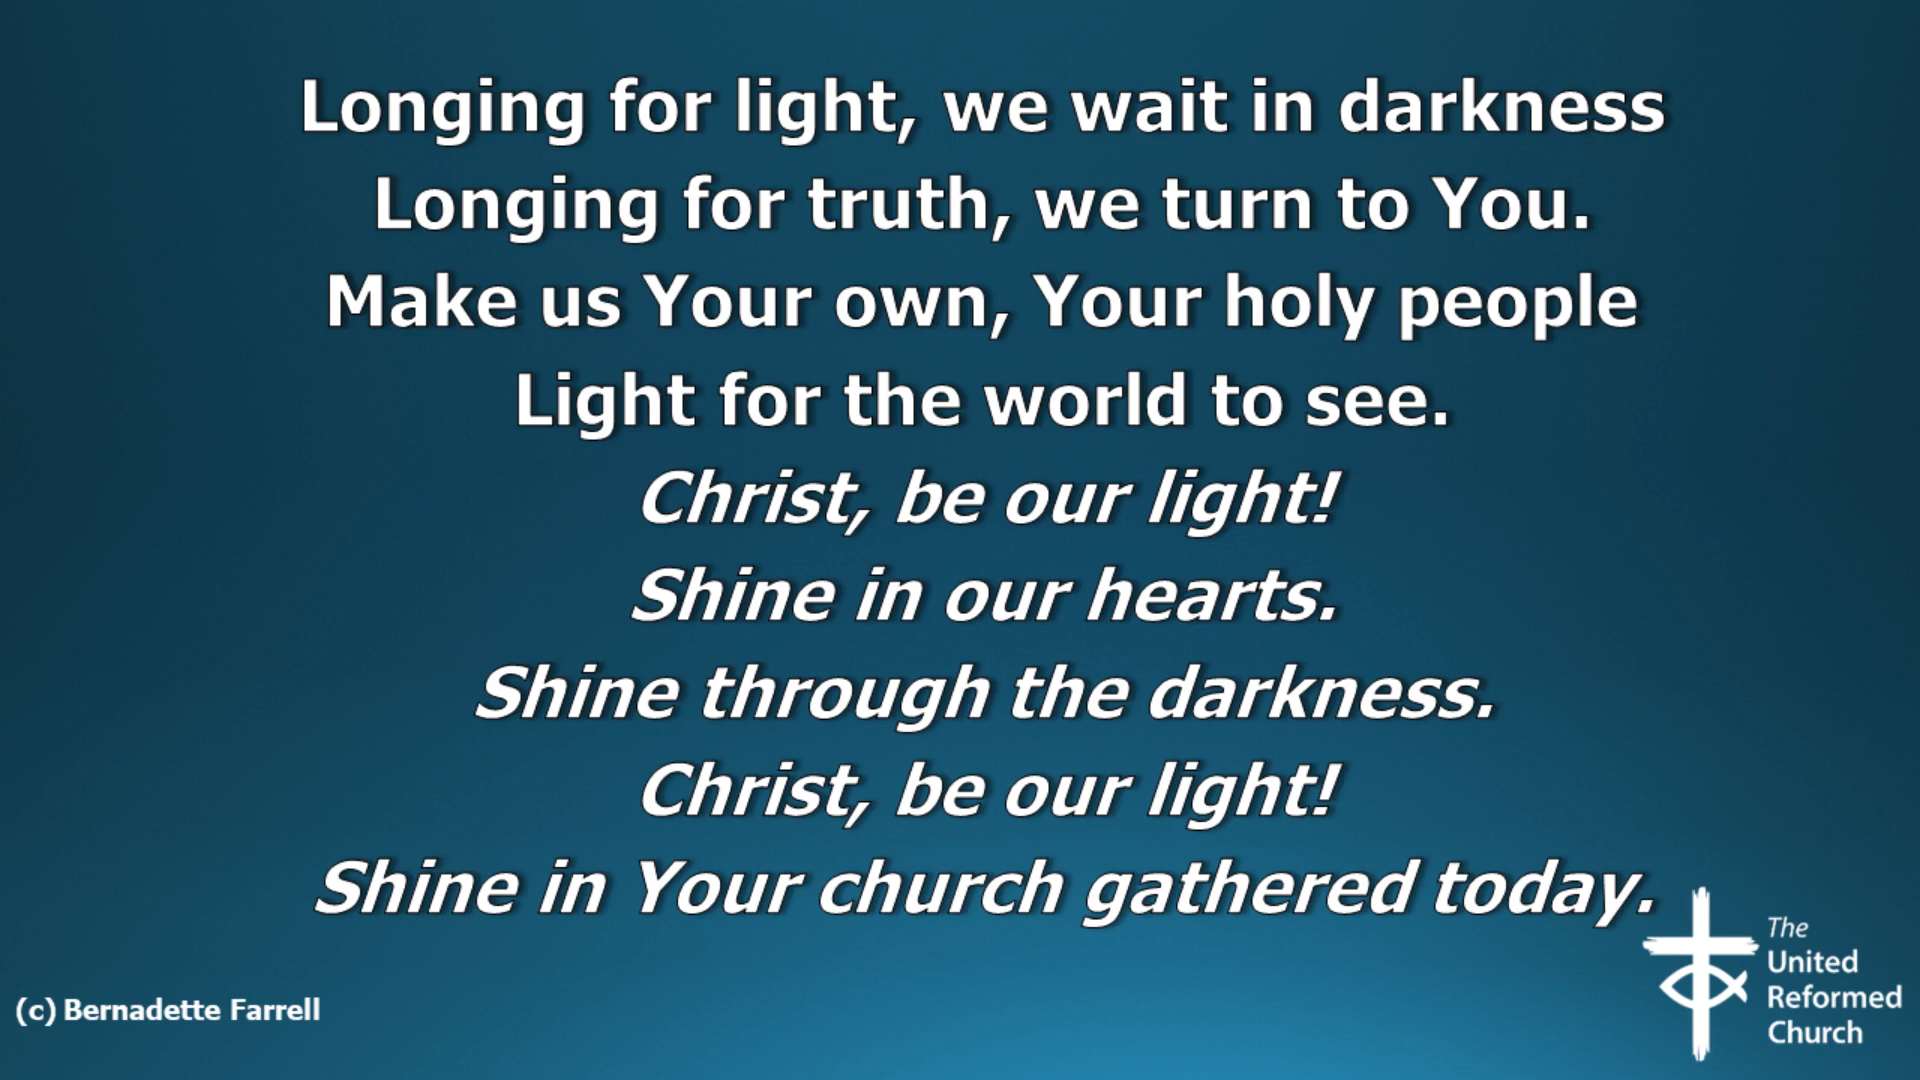 Longing for light, we wait in darkness
Longing for truth, we turn to You.
Make us Your own, Your holy people
Light for the world to see.
Christ, be our light!
Shine in our hearts.
Shine through the darkness.
Christ, be our light!
Shine in Your church gathered today.
(c) Bernadette Farrell
The
United
Reformed
Church